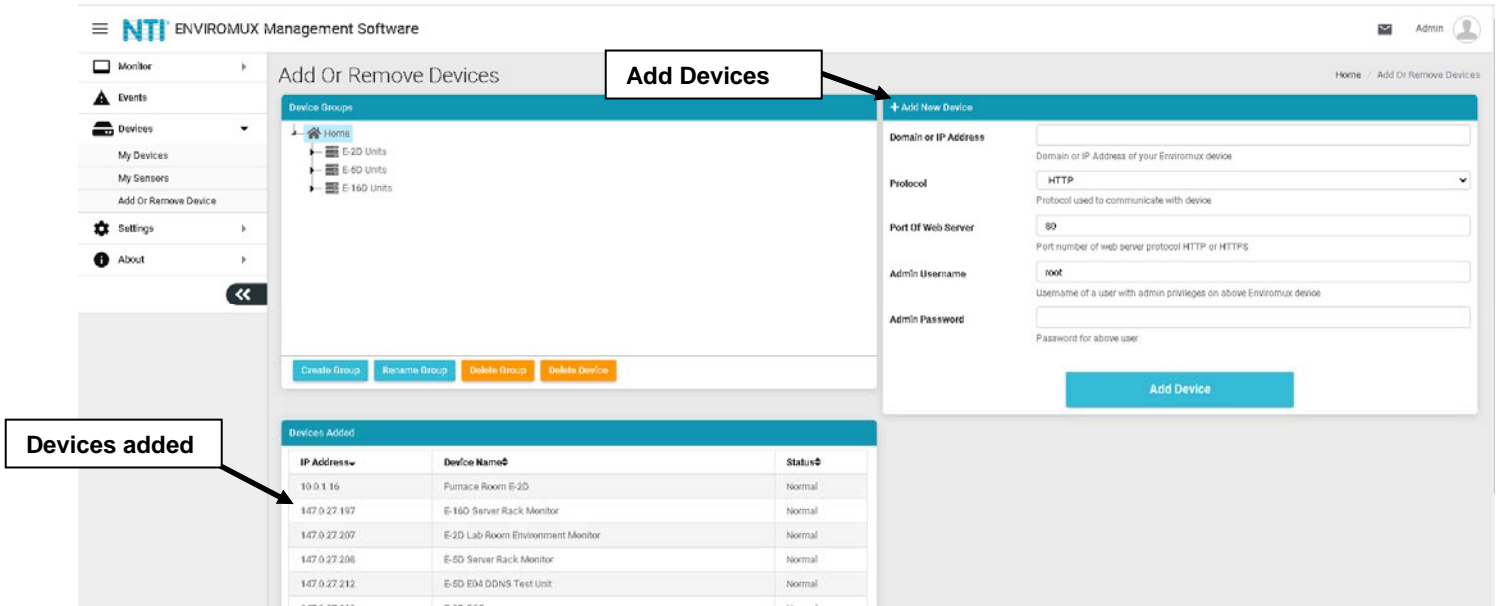 NTI ENVIROMUX Management Software
Admin
Monitor
Events
Devices
My Devices
My Sensors
Add Or Remove Device
Settings
About
Add Or Remove Devices
Add Devices
Home / Add Or Remove Devices
Device Groups
Home
E-2D Units
E-5D Units
E-16D Units
Create Group Rename Group Delete Group Delete Device
Add New Device
Domain or IP Address
Domain or IP Address of your Enviromux device
Protocol HTTP
Protocol used to communicate with device
Port Of Web Server 80
Port number of web server protocol HTTP or HTTPS
Admin Username root
Username of a user with admin privileges on above Enviromux device
Admin Password
Password for above user
Add Device
Devices added
Devices Added
IP Address Device Name Status
10.0.1.16 Furnace Room E-2D Normal
147.0.27.197 E-16D Server Rack Monitor Normal
147.0.27.207 E-2D Lab Room Environment Monitor Normal
147.0.27.208 E-5D Server Rack Monitor Normal
147.0.27.212 E-5D E04 DDNS Test Unit Normal